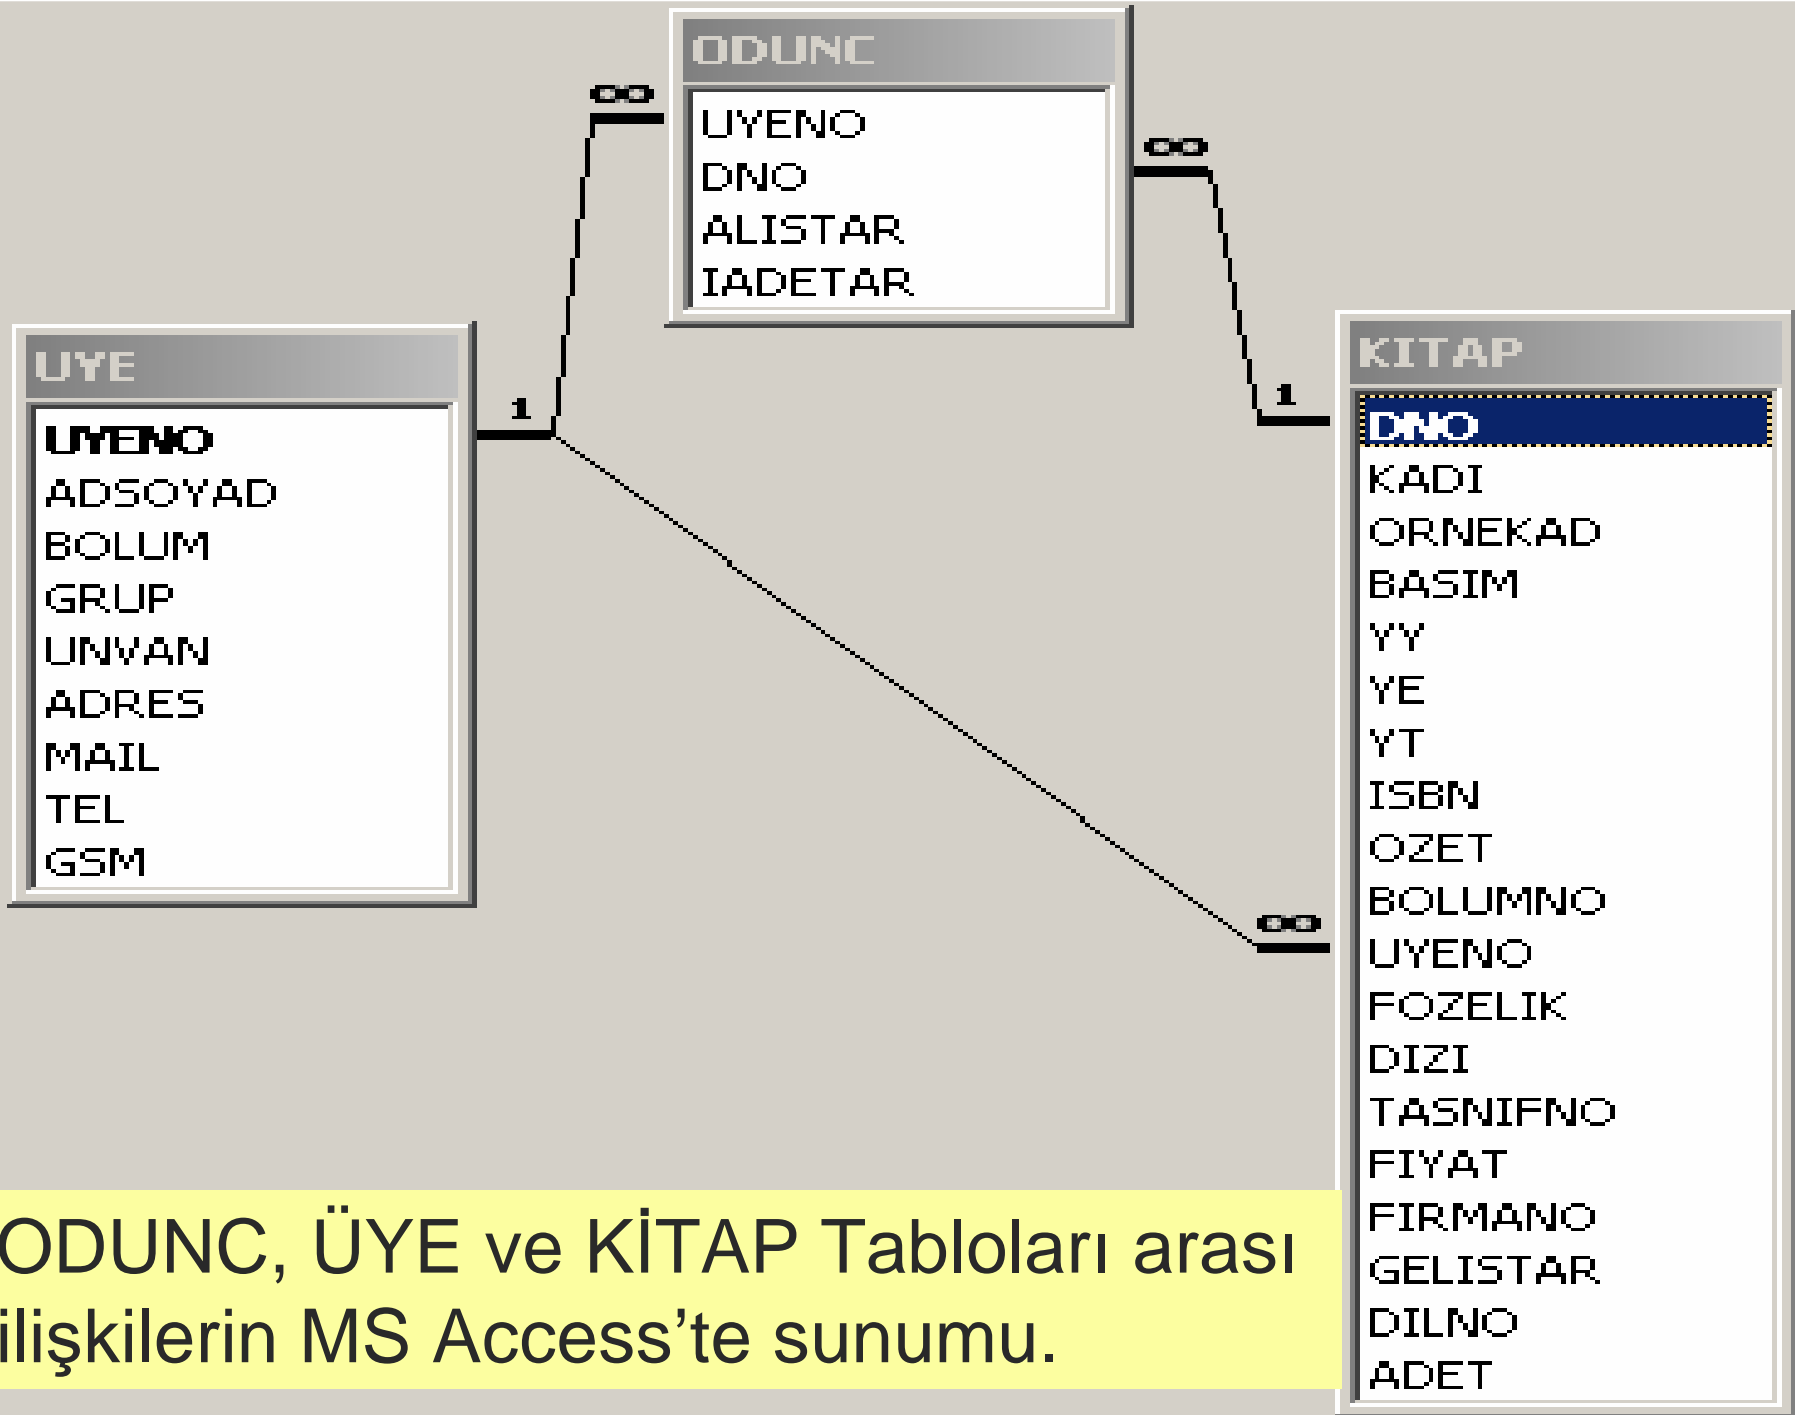 ODUNC
UYENO
DNO
ALISTAR
IADETAR
∞
∞
UYE
UYENO
ADSOYAD
BOLUM
GRUP
UNVAN
ADRES
MAIL
TEL
GSM
1
1
∞
KITAP
DNO
KADI
ORNEKAD
BASIM
YY
YE
YT
ISBN
OZET
BOLUMNO
UYENO
FOZELIK
DIZI
TASNIFNO
FIYAT
FIRMANO
GELISTAR
DILNO
ADET
ODUNC, ÜYE ve KİTAP Tabloları arası
ilişkilerin MS Access’te sunumu.